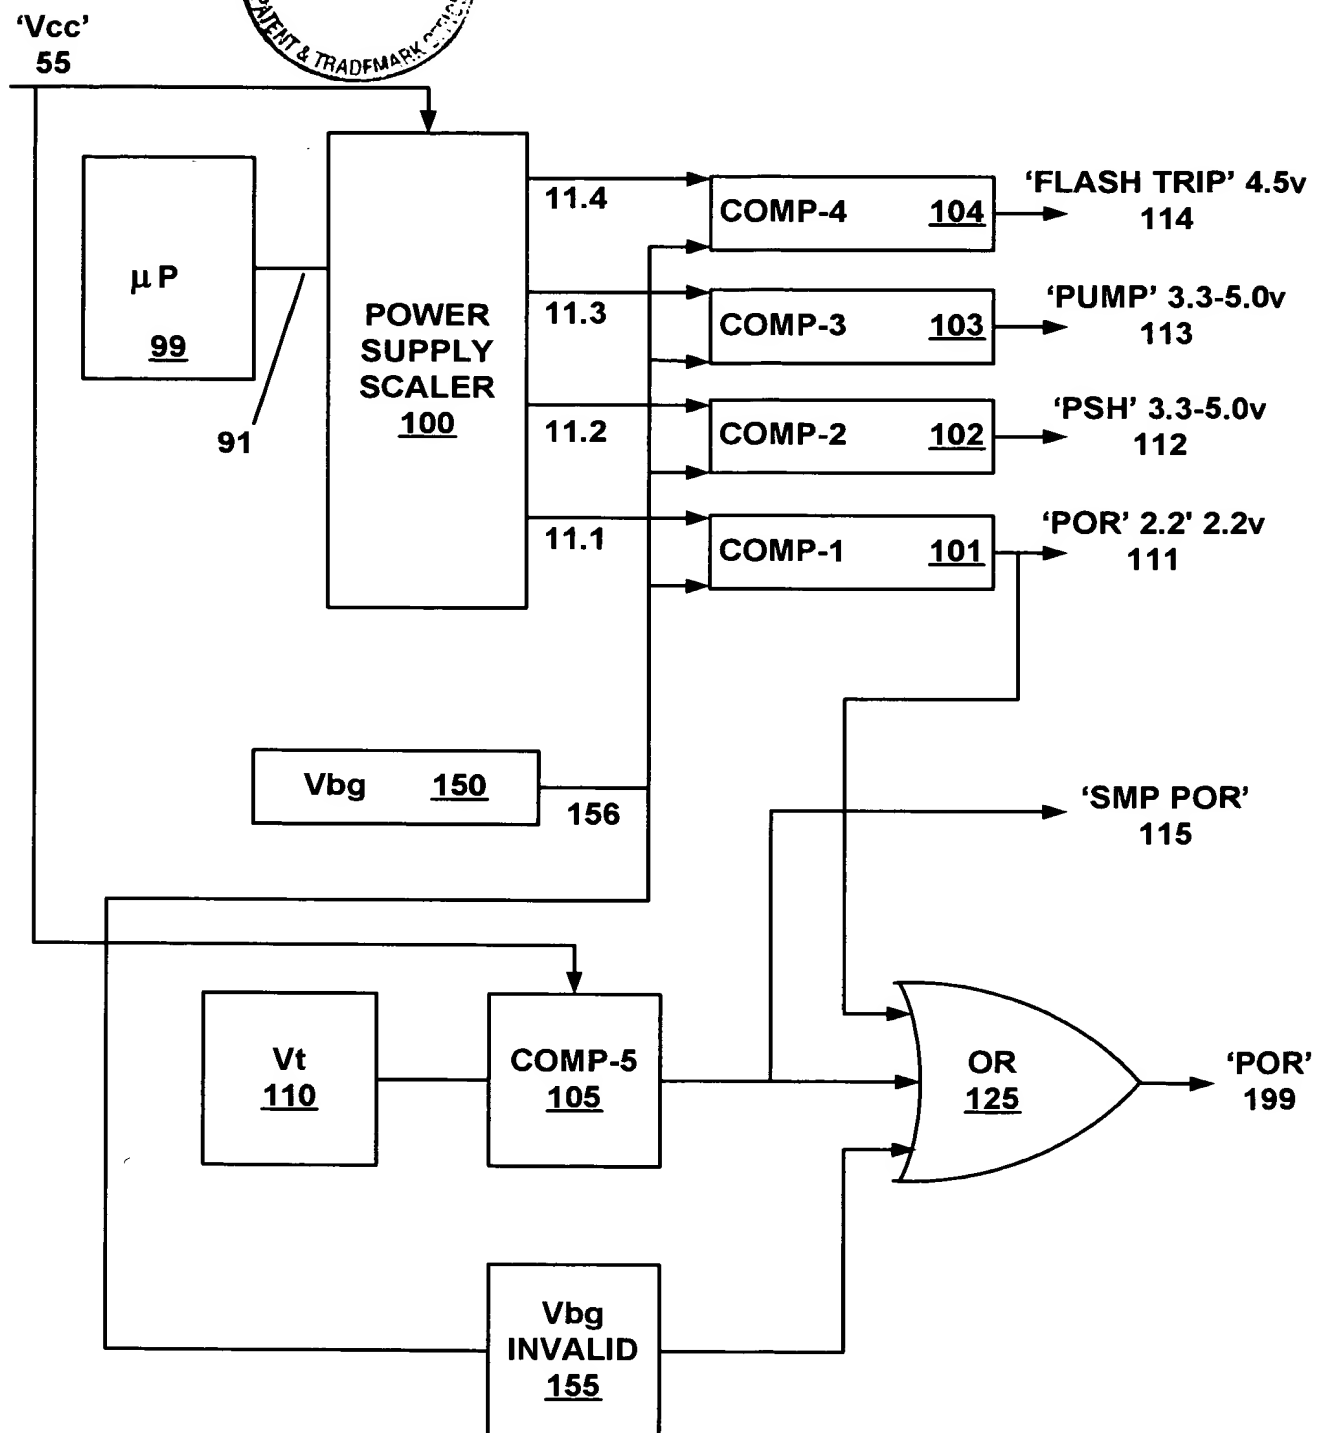 'Vcc'
55
PATENT & TRADEMARK
μP
99
91
POWER
SUPPLY
SCALER
100
11.4
11.3
11.2
11.1
COMP-4 104
COMP-3 103
COMP-2 102
COMP-1 101
'FLASH TRIP' 4.5v
114
'PUMP' 3.3-5.0v
113
'PSH' 3.3-5.0v
112
'POR' 2.2' 2.2v
111
Vbg 150
156
'SMP POR'
115
Vt
110
COMP-5
105
OR
125
'POR'
199
Vbg
INVALID
155